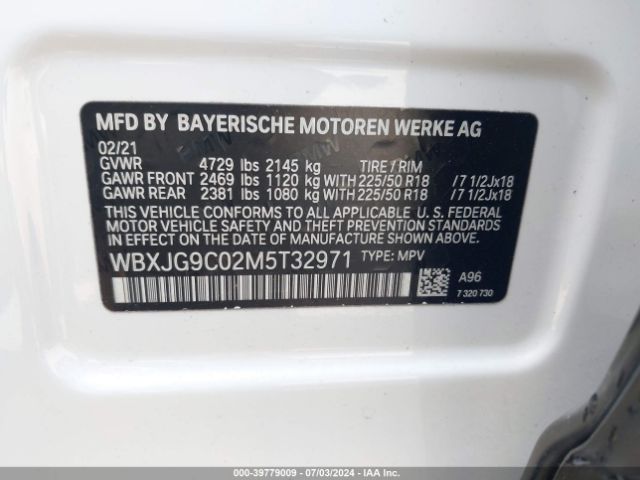 MFD BY BAYERISCHE MOTOREN WERKE AG
02/21
GVWR 4729 lbs 2145 kg TIRE / RIM
GAWR FRONT 2469 lbs 1120 kg WITH 225/50 R18 /7 1/2Jx18
GAWR REAR 2381 lbs 1080 kg WITH 225/50 R18 /7 1/2Jx18
THIS VEHICLE CONFORMS TO ALL APPLICABLE U. S. FEDERAL
MOTOR VEHICLE SAFETY AND THEFT PREVENTION STANDARDS
IN EFFECT ON THE DATE OF MANUFACTURE SHOWN ABOVE.
WBXJG9C02M5T32971 TYPE: MPV
A96
7 320 730
000-39779009 - 07/03/2024 - IAA Inc.